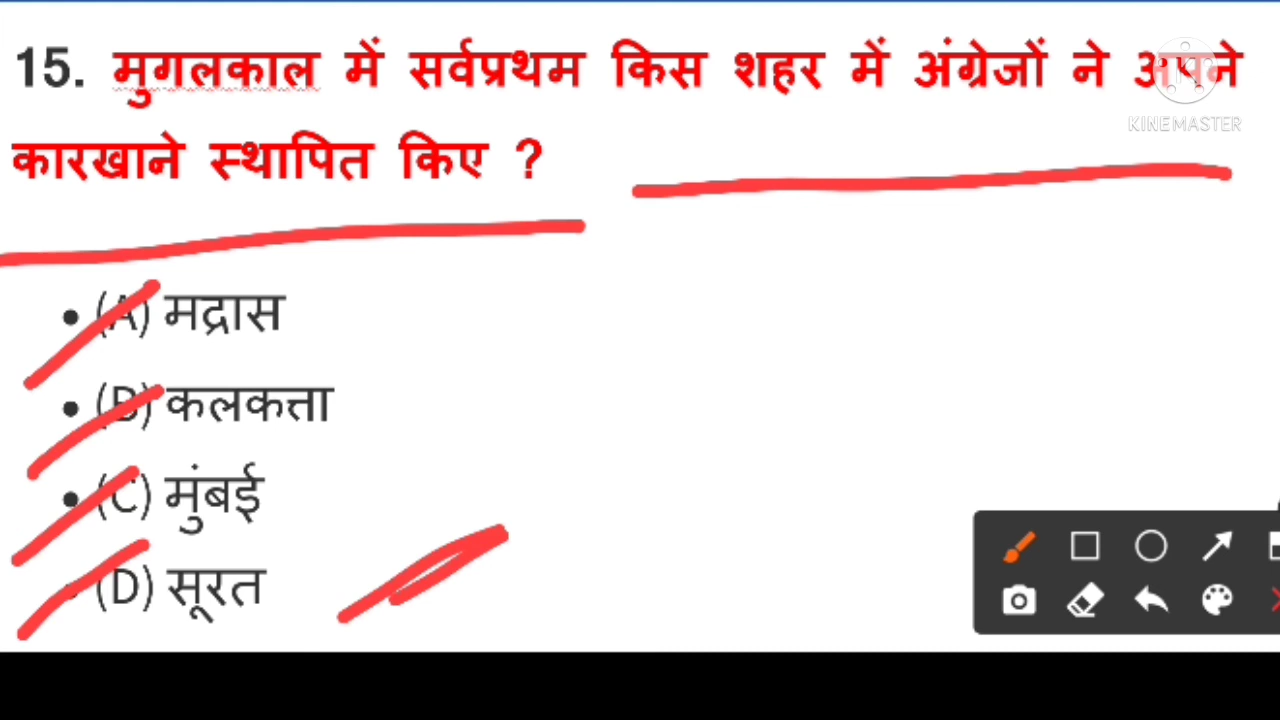 15. मुगलकाल में सर्वप्रथम किस शहर में अंग्रेजों ने अपने
KINEMASTER
कारखाने स्थापित किए ?
(A) मद्रास
(B) कलकत्ता
(C) मुंबई
(D) सूरत